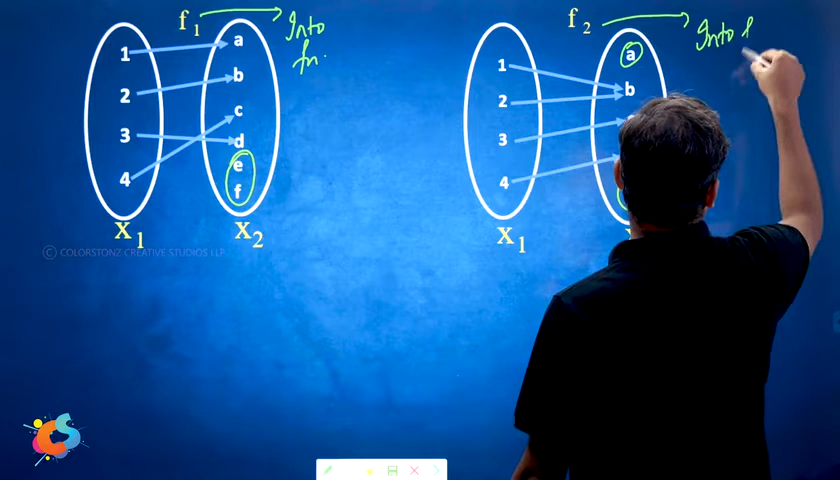 f1
Into
fn.
1
2
3
4
a
b
c
d
e
f
X1
X2
© COLORSTONZ CREATIVE STUDIOS LLP
CS
f2
Into f
1
2
3
4
a
b
X1